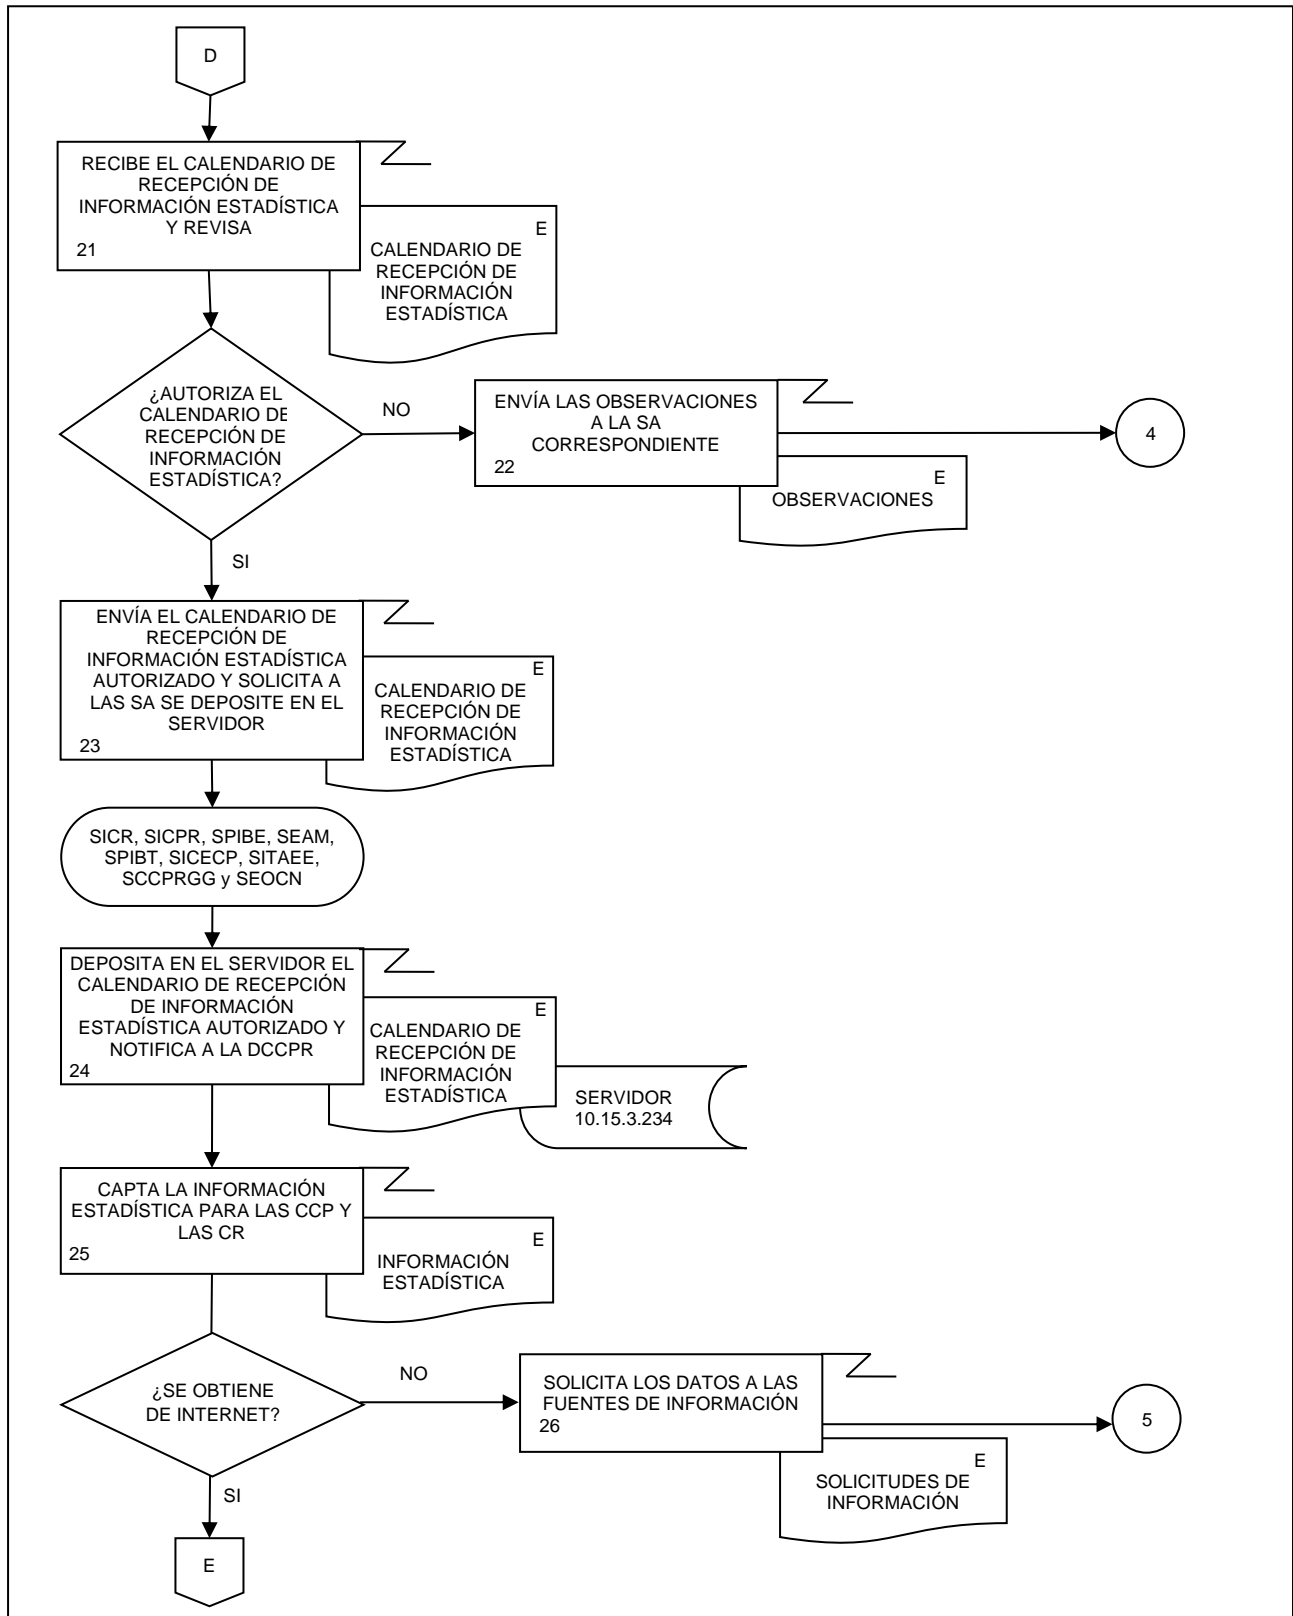 D
RECIBE EL CALENDARIO DE
RECEPCIÓN DE
INFORMACIÓN ESTADÍSTICA
Y REVISA
21
E
CALENDARIO DE
RECEPCIÓN DE
INFORMACIÓN
ESTADÍSTICA
¿AUTORIZA EL
CALENDARIO DE
RECEPCIÓN DE
INFORMACIÓN
ESTADÍSTICA?
NO
ENVÍA LAS OBSERVACIONES
A LA SA
CORRESPONDIENTE
22
E
OBSERVACIONES
4
SI
ENVÍA EL CALENDARIO DE
RECEPCIÓN DE
INFORMACIÓN ESTADÍSTICA
AUTORIZADO Y SOLICITA A
LAS SA SE DEPOSITE EN EL
SERVIDOR
23
E
CALENDARIO DE
RECEPCIÓN DE
INFORMACIÓN
ESTADÍSTICA
SICR, SICPR, SPIBE, SEAM,
SPIBT, SICECP, SITAEE,
SCCPRGG y SEOCN
DEPOSITA EN EL SERVIDOR EL
CALENDARIO DE RECEPCIÓN
DE INFORMACIÓN
ESTADÍSTICA AUTORIZADO Y
NOTIFICA A LA DCCPR
24
E
CALENDARIO DE
RECEPCIÓN DE
INFORMACIÓN
ESTADÍSTICA
SERVIDOR
10.15.3.234
CAPTA LA INFORMACIÓN
ESTADÍSTICA PARA LAS CCP Y
LAS CR
25
E
INFORMACIÓN
ESTADÍSTICA
¿SE OBTIENE
DE INTERNET?
NO
SOLICITA LOS DATOS A LAS
FUENTES DE INFORMACIÓN
26
E
SOLICITUDES DE
INFORMACIÓN
5
SI
E